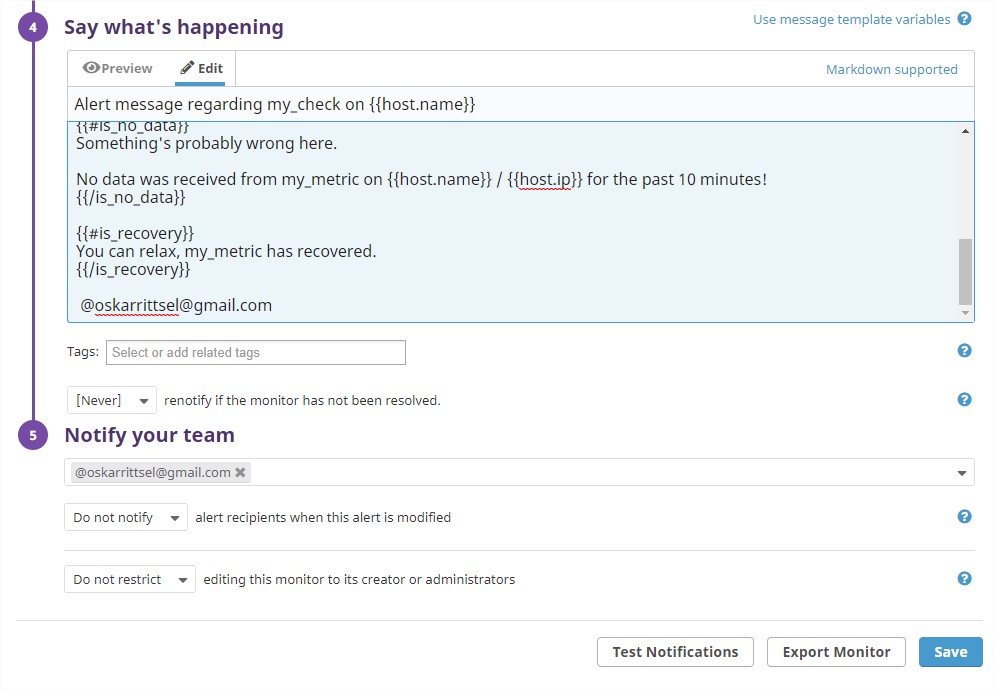 4 Say what's happening
Use message template variables ?
Preview Edit
Markdown supported
Alert message regarding my_check on {{host.name}}
{{#is_no_data}}
Something's probably wrong here.
No data was received from my_metric on {{host.name}} / {{host.ip}} for the past 10 minutes!
{{/is_no_data}}
{{#is_recovery}}
You can relax, my_metric has recovered.
{{/is_recovery}}
@oskarrittsel@gmail.com
Tags: Select or add related tags ?
[Never] renotify if the monitor has not been resolved. ?
5 Notify your team
@oskarrittsel@gmail.com ✖
Do not notify alert recipients when this alert is modified ?
Do not restrict editing this monitor to its creator or administrators ?
Test Notifications Export Monitor Save